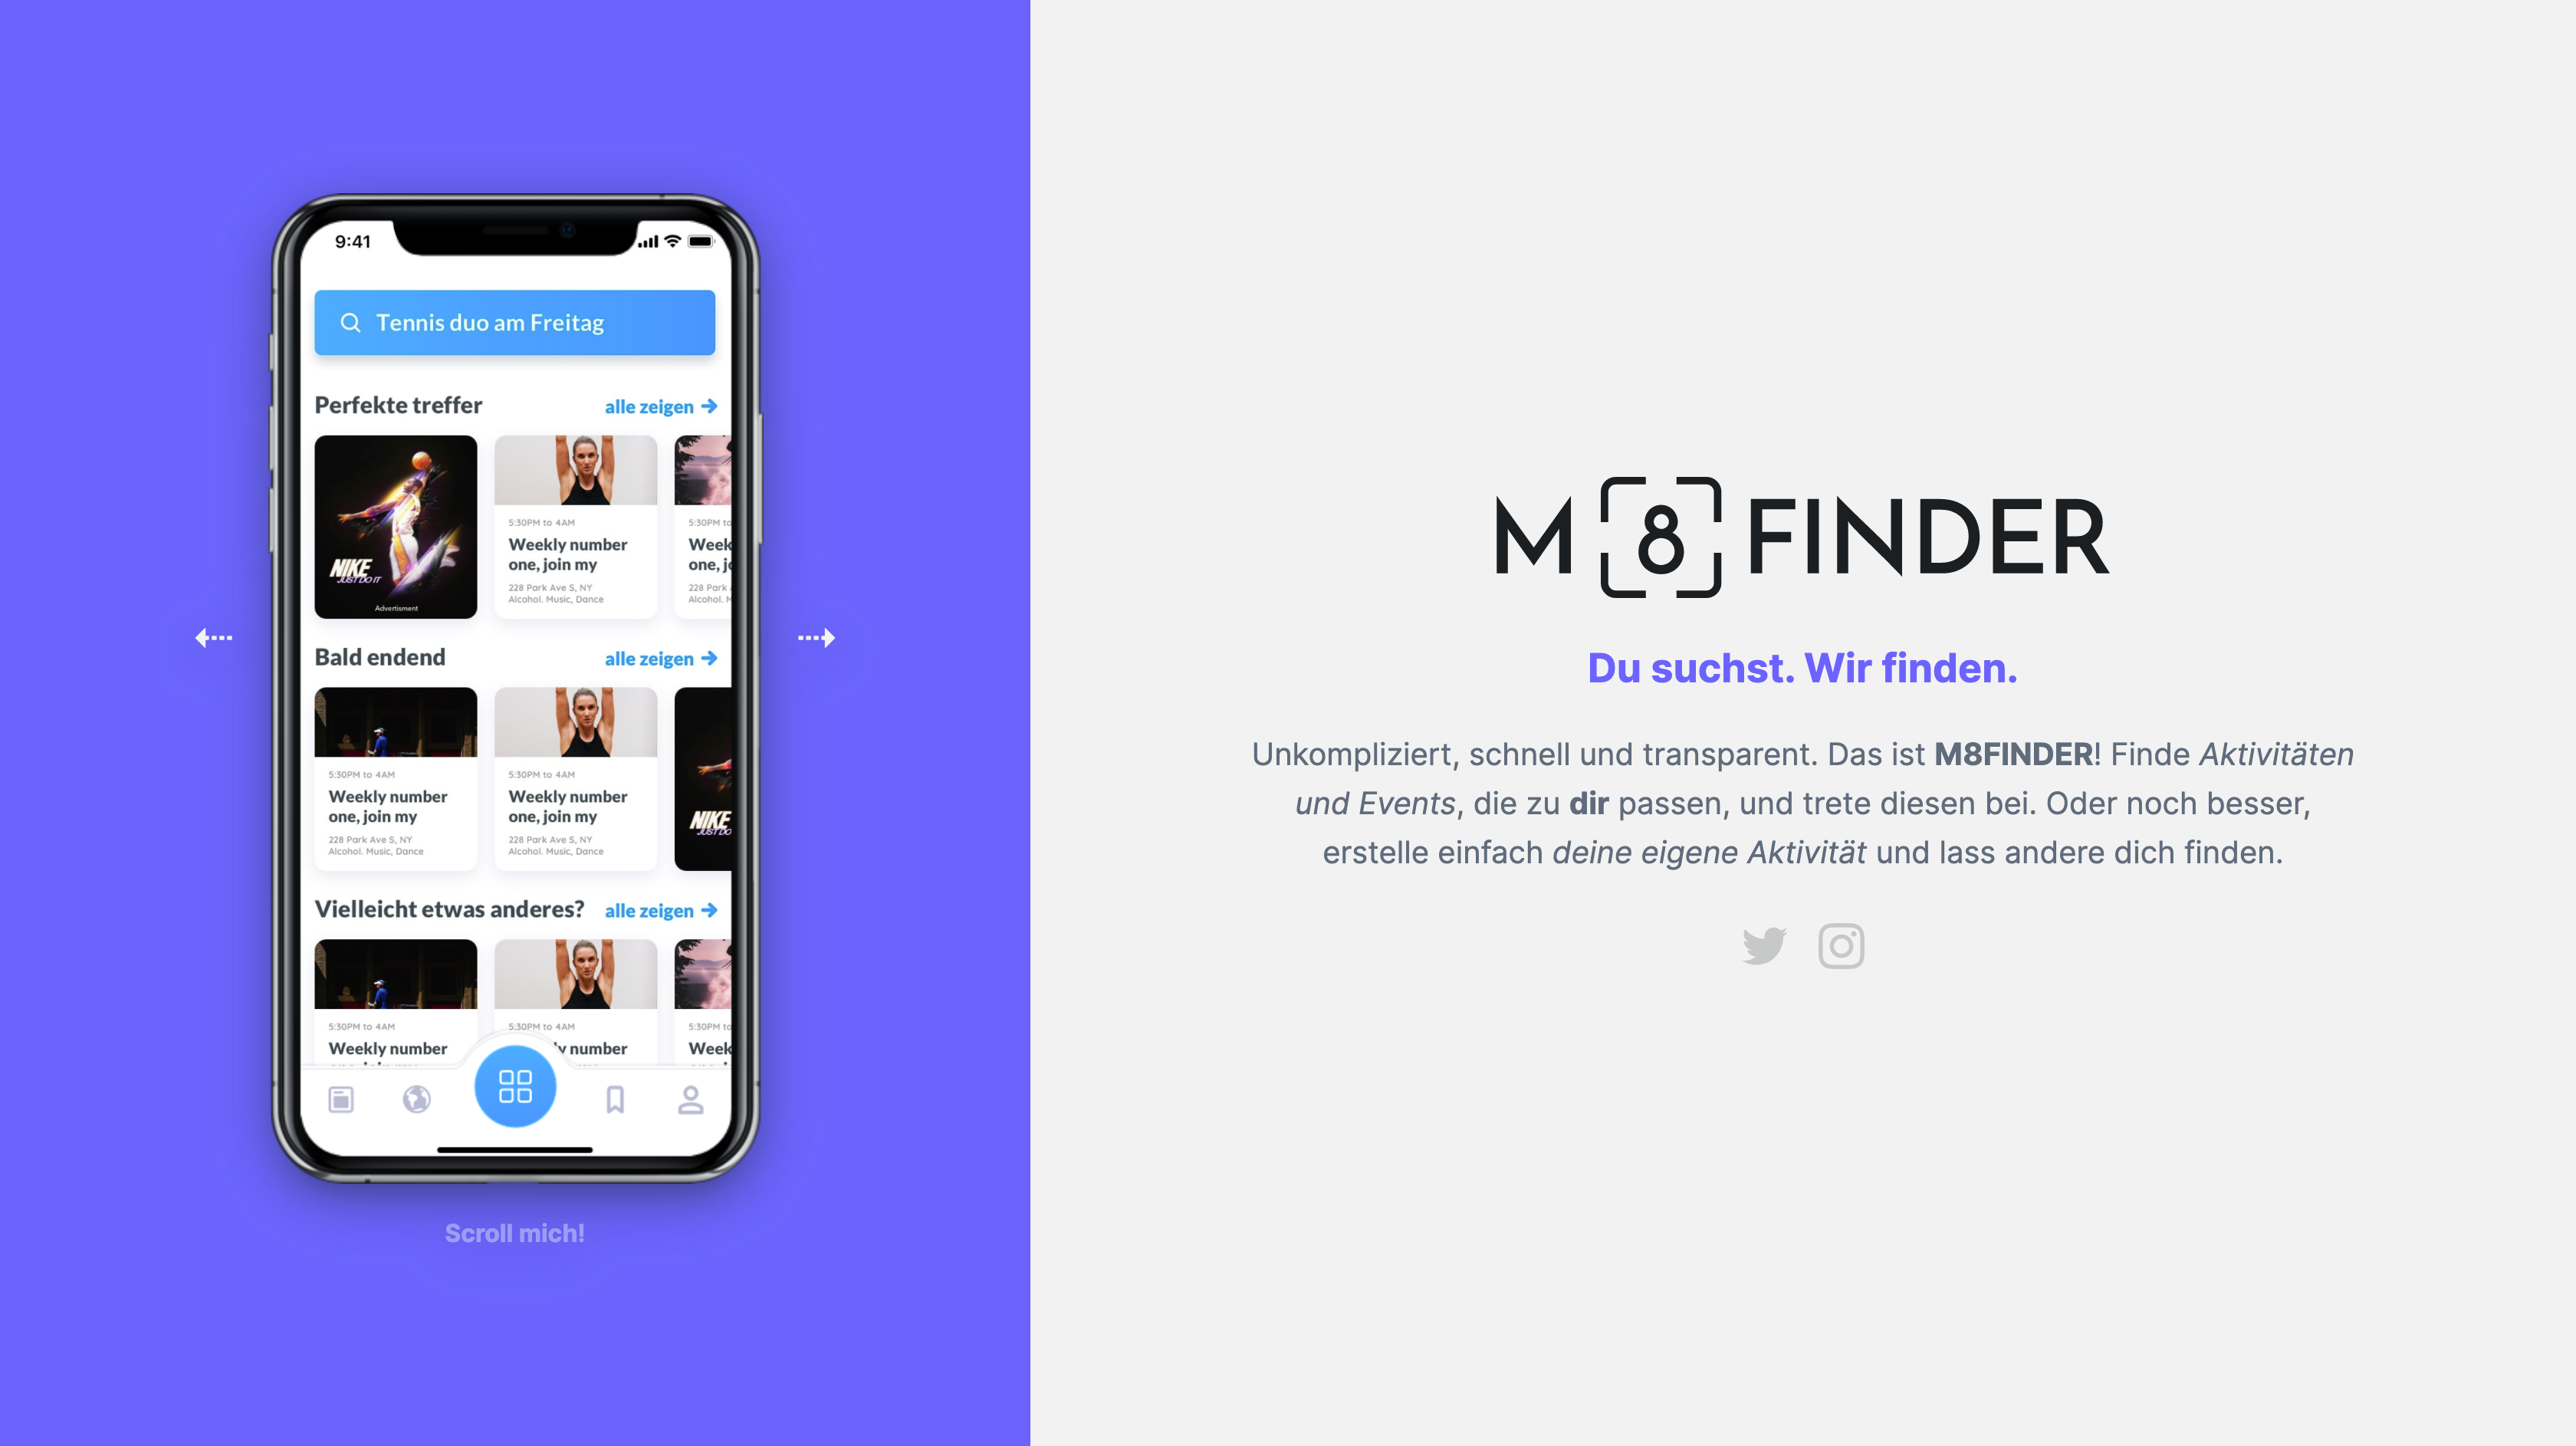 9:41
Tennis duo am Freitag
Perfekte treffer
alle zeigen
NIKE
JUST DO IT
Advertisment
5:30PM to 4AM
Weekly number
one, join my
228 Park Ave S, NY
Alcohol. Music, Dance
5:30PM to
Week
one, jo
228 Park
Alcohol. M
Bald endend
alle zeigen
5:30PM to 4AM
Weekly number
one, join my
228 Park Ave S, NY
Alcohol. Music, Dance
5:30PM to 4AM
Weekly number
one, join my
228 Park Ave S, NY
Alcohol. Music, Dance
NIKE
JUST DO
Vielleicht etwas anderes?
alle zeigen
5:30PM to 4AM
Weekly number
5:30PM to 4AM
number
5:30PM to
Week
Scroll mich!
M8FINDER
Du suchst. Wir finden.
Unkompliziert, schnell und transparent. Das ist M8FINDER! Finde Aktivitäten
und Events, die zu dir passen, und trete diesen bei. Oder noch besser,
erstelle einfach deine eigene Aktivität und lass andere dich finden.